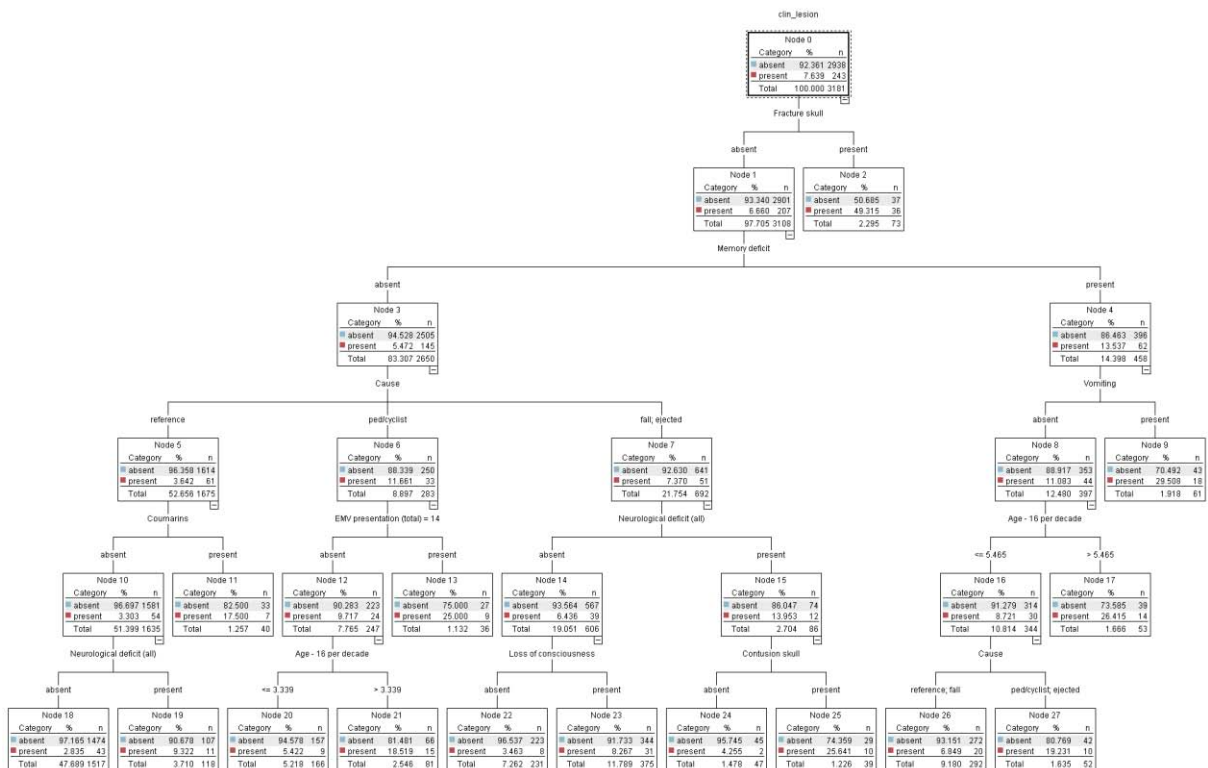 clin_lesion
Node 0
Category % n
absent 92.361 2938
present 7.639 243
Total 100.000 3181
Fracture skull
absent present
Node 1
Category % n
absent 93.340 2901
present 6.660 207
Total 97.705 3108
Node 2
Category % n
absent 50.685 37
present 49.315 36
Total 2.295 73
Memory deficit
absent present
Node 3
Category % n
absent 94.528 2505
present 5.472 145
Total 83.307 2650
Node 4
Category % n
absent 86.463 396
present 13.537 62
Total 14.398 458
Cause
Vomiting
reference ped/cyclist fall; ejected
absent present
Node 5
Category % n
absent 96.358 1614
present 3.642 61
Total 52.656 1675
Node 6
Category % n
absent 88.339 250
present 11.661 33
Total 8.897 283
Node 7
Category % n
absent 92.630 641
present 7.370 51
Total 21.754 692
Node 8
Category % n
absent 88.917 353
present 11.083 44
Total 12.480 397
Node 9
Category % n
absent 70.492 43
present 29.508 18
Total 1.918 61
Coumarins
EMV presentation (total) = 14
Neurological deficit (all)
Age - 16 per decade
absent present
absent present
absent present
<= 5.465 > 5.465
Node 10
Category % n
absent 96.697 1581
present 3.303 54
Total 51.399 1635
Node 11
Category % n
absent 82.500 33
present 17.500 7
Total 1.257 40
Node 12
Category % n
absent 90.283 223
present 9.717 24
Total 7.765 247
Node 13
Category % n
absent 75.000 27
present 25.000 9
Total 1.132 36
Node 14
Category % n
absent 93.564 567
present 6.436 39
Total 19.051 606
Node 15
Category % n
absent 86.047 74
present 13.953 12
Total 2.704 86
Node 16
Category % n
absent 91.279 314
present 8.721 30
Total 10.814 344
Node 17
Category % n
absent 73.585 39
present 26.415 14
Total 1.666 53
Neurological deficit (all)
Age - 16 per decade
Loss of consciousness
Contusion skull
Cause
absent present
<= 3.339 > 3.339
absent present
absent present
reference; fall ped/cyclist; ejected
Node 18
Category % n
absent 97.165 1474
present 2.835 43
Total 47.689 1517
Node 19
Category % n
absent 90.678 107
present 9.322 11
Total 3.710 118
Node 20
Category % n
absent 94.578 157
present 5.422 9
Total 5.218 166
Node 21
Category % n
absent 81.481 66
present 18.519 15
Total 2.546 81
Node 22
Category % n
absent 96.537 223
present 3.463 8
Total 7.262 231
Node 23
Category % n
absent 91.733 344
present 8.267 31
Total 11.789 375
Node 24
Category % n
absent 95.745 45
present 4.255 2
Total 1.478 47
Node 25
Category % n
absent 74.359 29
present 25.641 10
Total 1.226 39
Node 26
Category % n
absent 93.151 272
present 6.849 20
Total 9.180 292
Node 27
Category % n
absent 80.769 42
present 19.231 10
Total 1.635 52